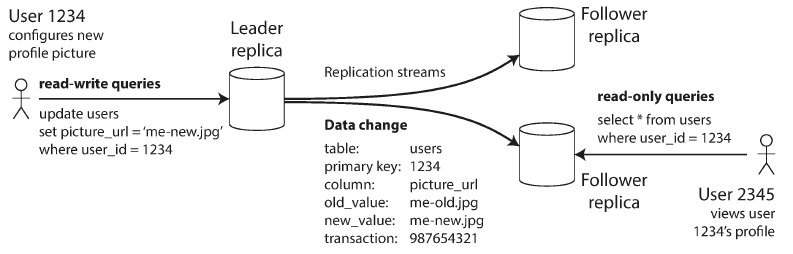 User 1234
configures new
profile picture
Leader
replica
Follower
replica
Replication streams
read-write queries
update users
set picture_url = ‘me-new.jpg’
where user_id = 1234
Data change
table: users
primary key: 1234
column: picture_url
old_value: me-old.jpg
new_value: me-new.jpg
transaction: 987654321
read-only queries
select * from users
where user_id = 1234
Follower
replica
User 2345
views user
1234’s profile